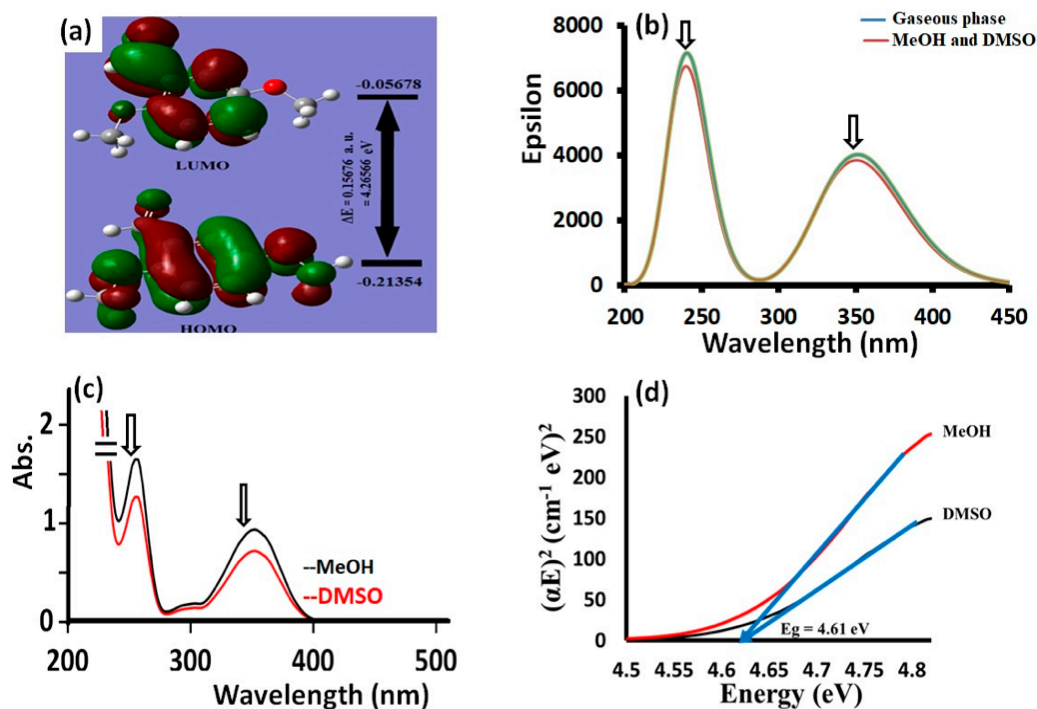 (a)
-0.05678
LUMO
ΔE = 0.15676 a. u.
= 4.26566 eV
-0.21354
HOMO
(b)
Gaseous phase
MeOH and DMSO
Epsilon
8000
6000
4000
2000
0
200 250 300 350 400 450
Wavelength (nm)
(c)
Abs.
2
1
0
--MeOH
--DMSO
200 300 400 500
Wavelength (nm)
(d)
(αE)² (cm⁻¹ eV)²
300
250
200
150
100
50
0
MeOH
DMSO
Eg = 4.61 eV
4.5 4.55 4.6 4.65 4.7 4.75 4.8
Energy (eV)